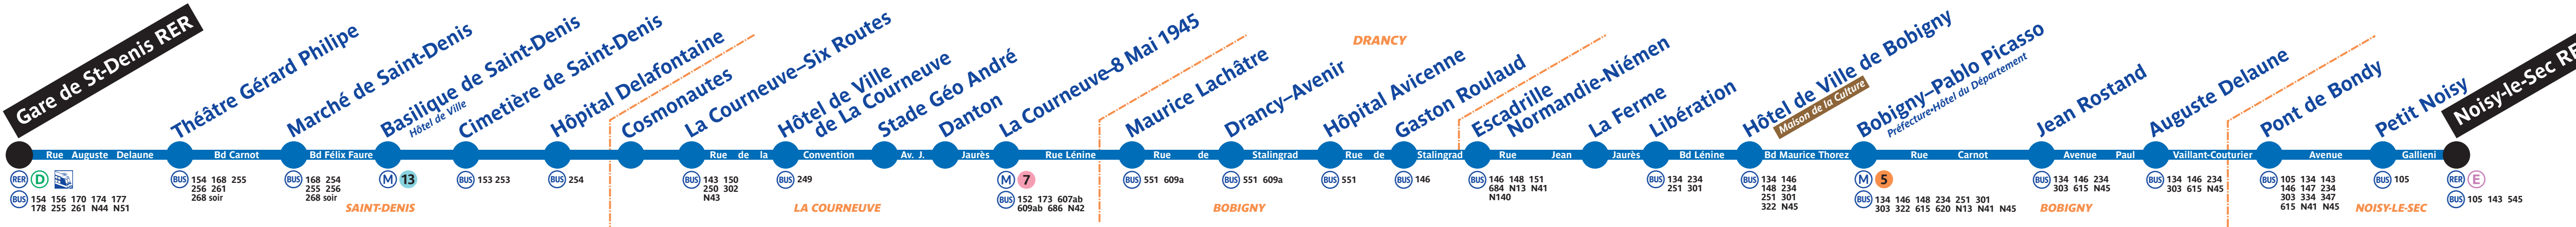 Gare de St-Denis RER
Théâtre Gérard Philipe
Marché de Saint-Denis
Basilique de Saint-Denis
Hôtel de Ville
Cimetière de Saint-Denis
Hôpital Delafontaine
Cosmonautes
La Courneuve–Six Routes
Hôtel de Ville
de La Courneuve
Stade Géo André
Danton
La Courneuve-8 Mai 1945
Maurice Lachâtre
Drancy–Avenir
Hôpital Avicenne
Gaston Roulaud
Escadrille
Normandie-Niémen
La Ferme
Libération
Hôtel de Ville de Bobigny
Maison de la Culture
Bobigny–Pablo Picasso
Préfecture•Hôtel du Département
Jean Rostand
Auguste Delaune
Pont de Bondy
Petit Noisy
Noisy-le-Sec RE
DRANCY
Rue Auguste Delaune
Bd Carnot
Bd Félix Faure
Rue de la
Convention
Av. J.
Jaurès
Rue Lénine
Rue de
Stalingrad
Rue de
Stalingrad
Rue Jean
Jaurès
Bd Lénine
Bd Maurice Thorez
Rue Carnot
Avenue Paul
Vaillant-Couturier
Avenue
Gallieni
RER D
BUS 154 156 170 174 177
178 255 261 N44 N51
BUS 154 168 255
256 261
268 soir
BUS 168 254
255 256
268 soir
M 13
BUS 153 253
BUS 254
BUS 143 150
250 302
N43
BUS 249
M 7
BUS 152 173 607ab
609ab 686 N42
BUS 551 609a
BUS 551 609a
BUS 551
BUS 146
BUS 146 148 151
684 N13 N41
N140
BUS 134 234
251 301
BUS 134 146
148 234
251 301
322 N45
M 5
BUS 134 146 148 234 251 301
303 322 615 620 N13 N41 N45
BUS 134 146 234
303 615 N45
BUS 134 146 234
303 615 N45
BUS 105 134 143
146 147 234
303 334 347
615 N41 N45
BUS 105
RER E
BUS 105 143 545
SAINT-DENIS
LA COURNEUVE
BOBIGNY
BOBIGNY
NOISY-LE-SEC